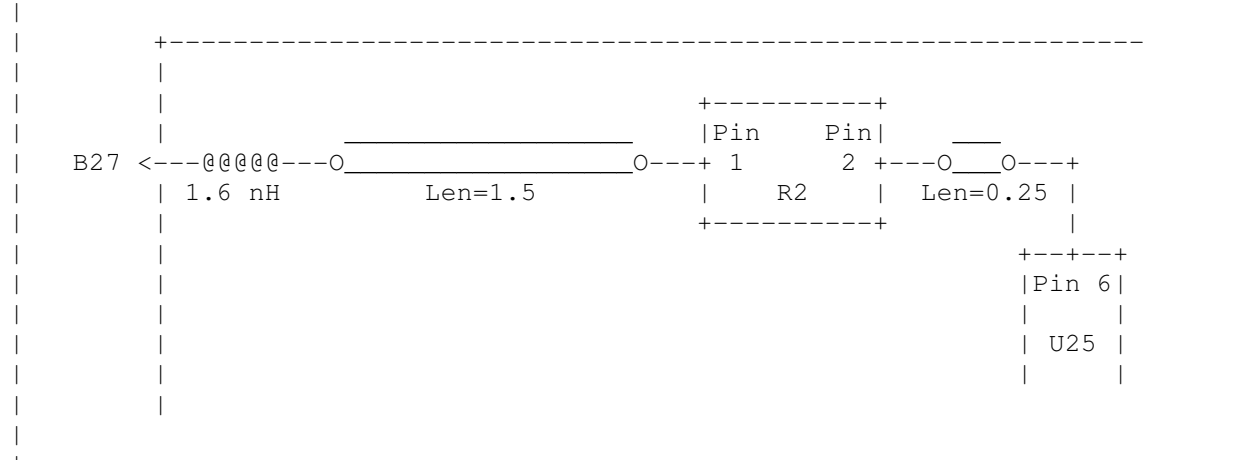 Pin Pin
B27 1 2
1.6 nH Len=1.5 R2 Len=0.25
Pin 6
U25